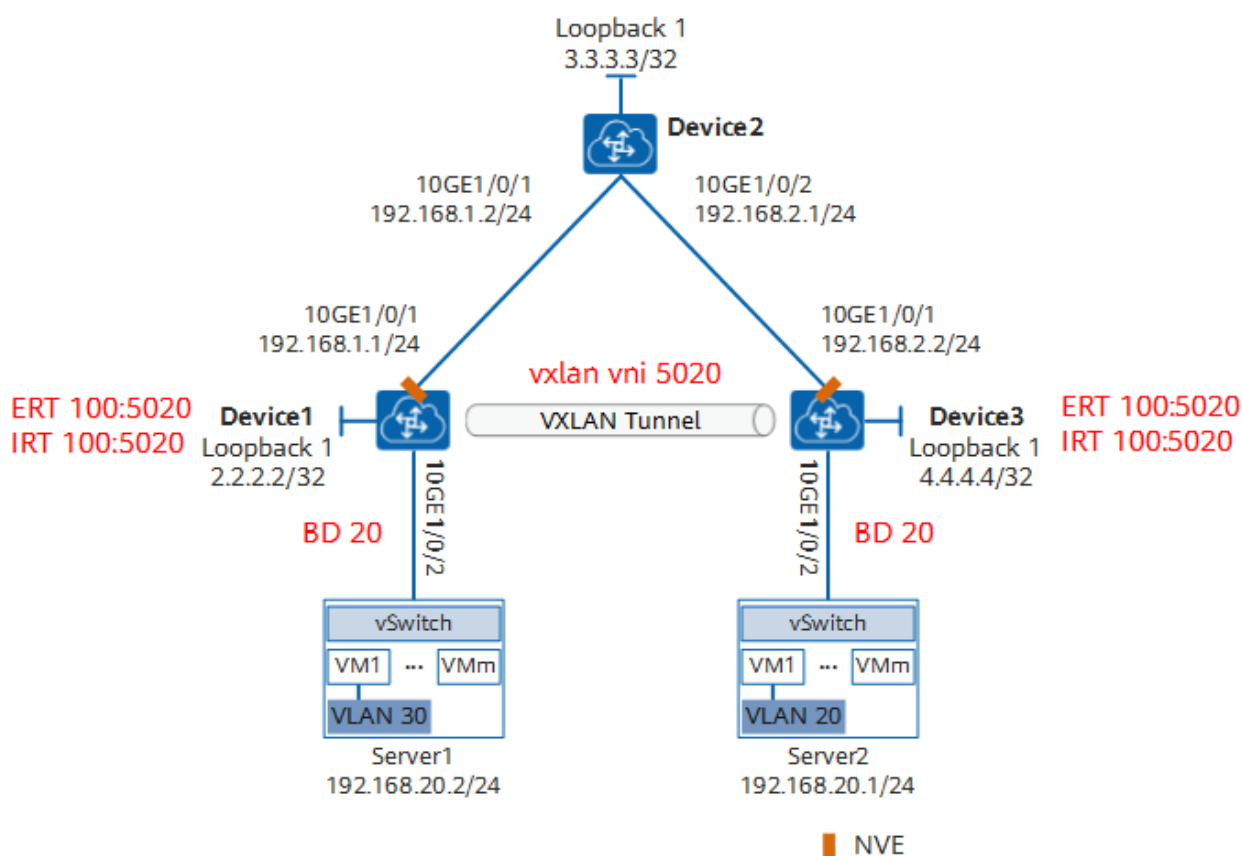 Loopback 1
3.3.3.3/32
Device2
10GE1/0/1
192.168.1.2/24
10GE1/0/2
192.168.2.1/24
10GE1/0/1
192.168.1.1/24
10GE1/0/1
192.168.2.2/24
vxlan vni 5020
ERT 100:5020
IRT 100:5020
Device1
Loopback 1
2.2.2.2/32
VXLAN Tunnel
Device3
Loopback 1
4.4.4.4/32
ERT 100:5020
IRT 100:5020
10GE1/0/2
BD 20
10GE1/0/2
BD 20
vSwitch
VM1 ... VMm
VLAN 30
Server1
192.168.20.2/24
vSwitch
VM1 ... VMm
VLAN 20
Server2
192.168.20.1/24
NVE